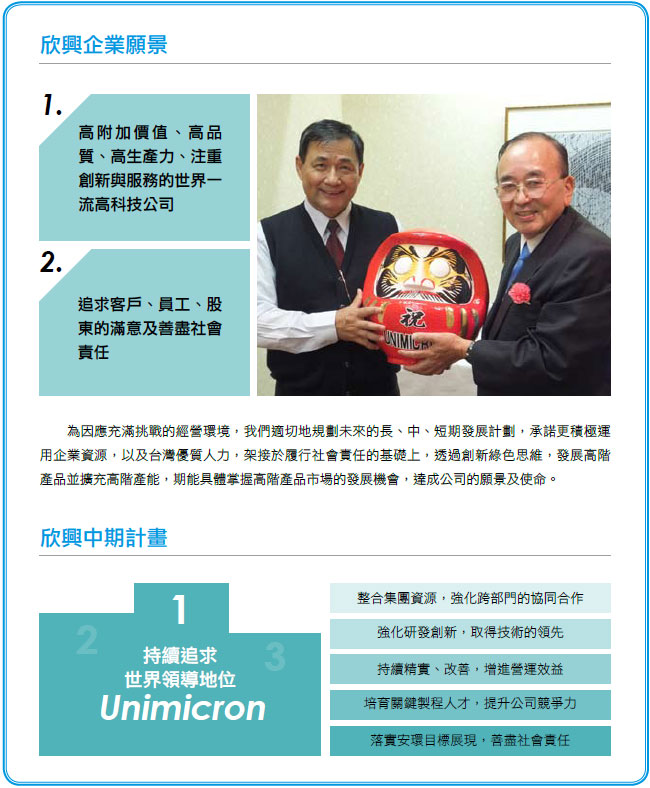 欣興企業願景
1.
高附加價值、高品
質、高生產力、注重
創新與服務的世界一
流高科技公司
2.
追求客戶、員工、股
東的滿意及善盡社會
責任
祝
UNIMICR
為因應充滿挑戰的經營環境，我們適切地規劃未來的長、中、短期發展計劃，承諾更積極運
用企業資源，以及台灣優質人力，架接於履行社會責任的基礎上，透過創新綠色思維，發展高階
產品並擴充高階產能，期能具體掌握高階產品市場的發展機會，達成公司的願景及使命。
欣興中期計畫
1
2
3
持續追求
世界領導地位
Unimicron
整合集團資源，強化跨部門的協同合作
強化研發創新，取得技術的領先
持續精實、改善，增進營運效益
培育關鍵製程人才，提升公司競爭力
落實安環目標展現，善盡社會責任